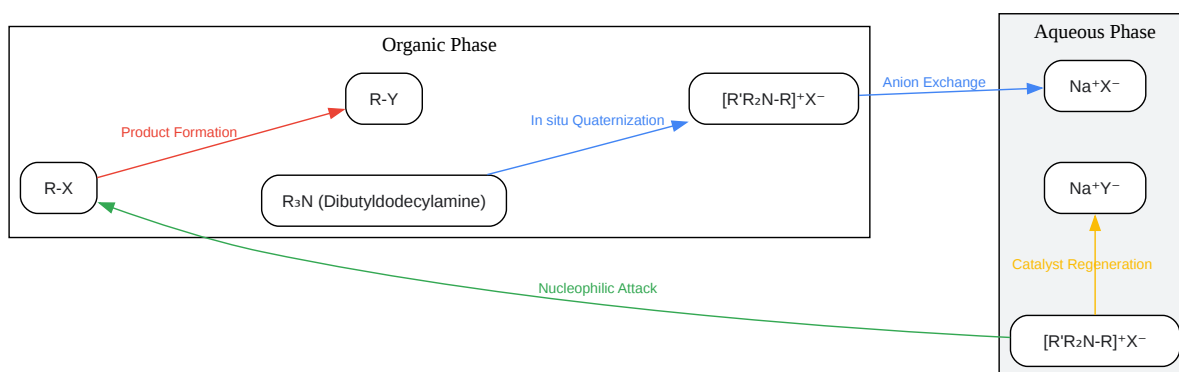 Organic Phase
Aqueous Phase
R-X
R-Y
R₃N (Dibutyldodecylamine)
[R'R₂N-R]⁺X⁻
Na⁺X⁻
Na⁺Y⁻
[R'R₂N-R]⁺X⁻
Product Formation
In situ Quaternization
Anion Exchange
Catalyst Regeneration
Nucleophilic Attack